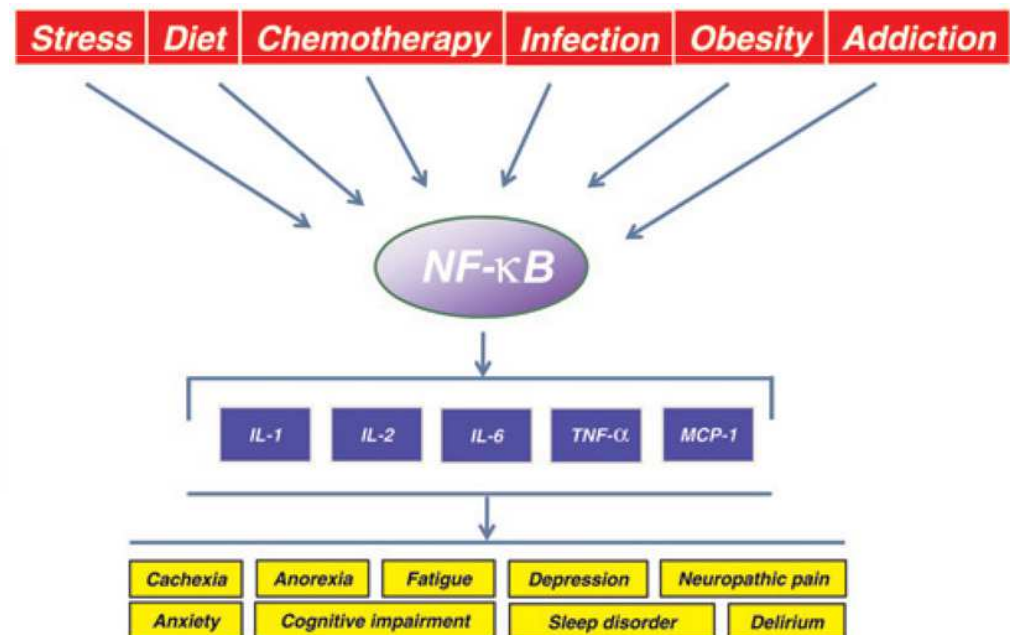 Stress Diet Chemotherapy Infection Obesity Addiction
NF-κB
IL-1 IL-2 IL-6 TNF-α MCP-1
Cachexia Anorexia Fatigue Depression Neuropathic pain
Anxiety Cognitive impairment Sleep disorder Delirium